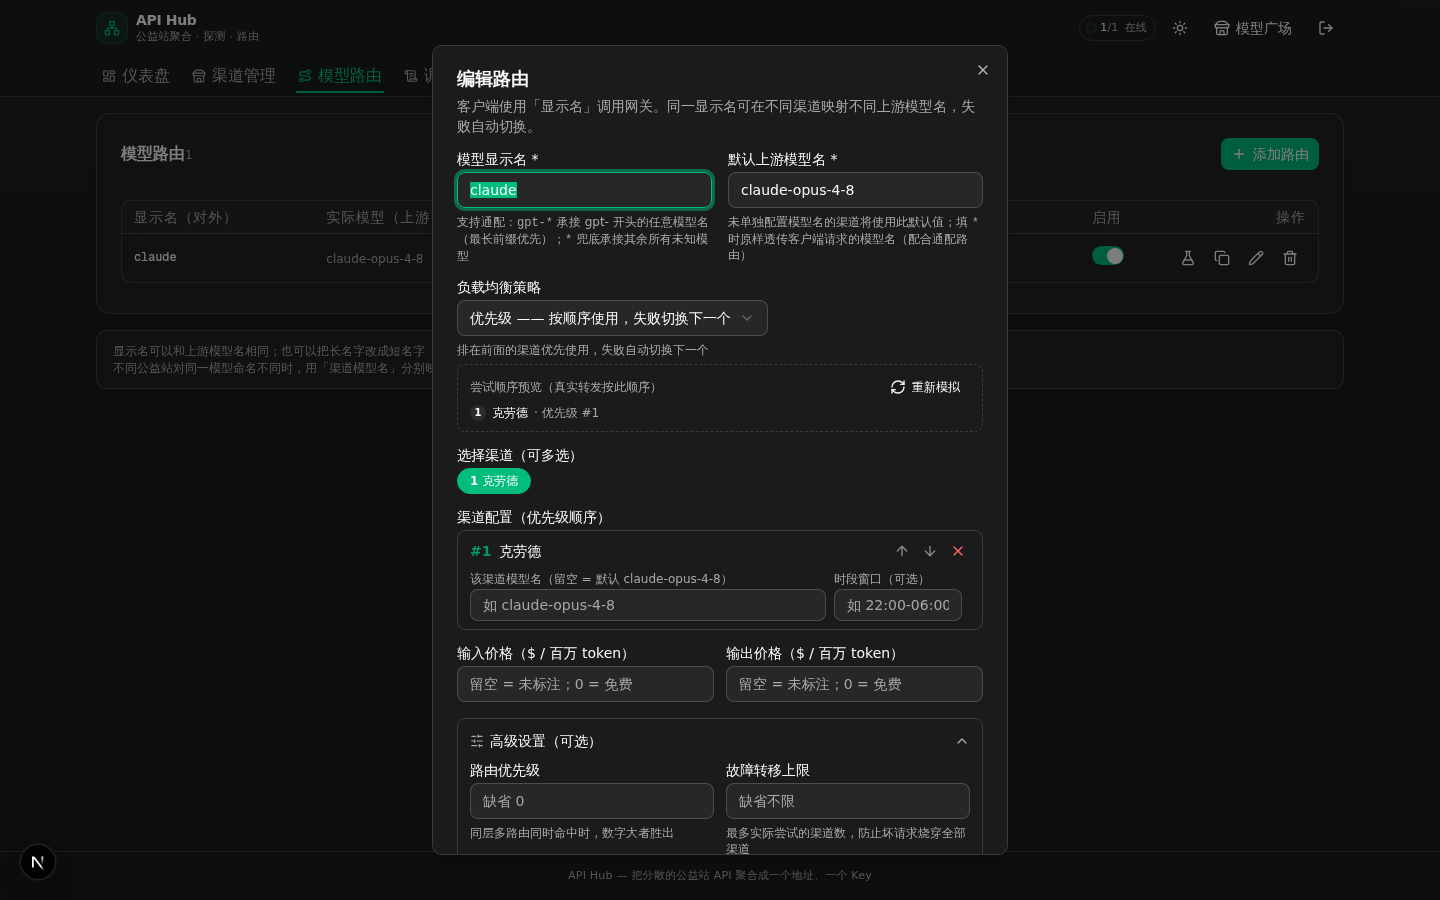 API Hub
公益站聚合 · 探测 · 路由
1/1 在线
模型广场
仪表盘
渠道管理
模型路由
模型路由1
添加路由
显示名（对外）
实际模型（上游
启用
操作
claude
claude-opus-4-8
显示名可以和上游模型名相同；也可以把长名字改成短名字
不同公益站对同一模型命名不同时，用「渠道模型名」分别
编辑路由
客户端使用「显示名」调用网关。同一显示名可在不同渠道映射不同上游模型名，失
败自动切换。
模型显示名 *
默认上游模型名 *
claude
claude-opus-4-8
支持通配：gpt-* 承接 gpt- 开头的任意模型名
（最长前缀优先）；* 兜底承接其余所有未知模
型
未单独配置模型名的渠道将使用此默认值；填 *
时原样透传客户端请求的模型名（配合通配路
由）
负载均衡策略
优先级 —— 按顺序使用，失败切换下一个
排在前面的渠道优先使用，失败自动切换下一个
尝试顺序预览（真实转发按此顺序）
重新模拟
1 克劳德 · 优先级 #1
选择渠道（可多选）
1 克劳德
渠道配置（优先级顺序）
#1 克劳德
该渠道模型名（留空 = 默认 claude-opus-4-8）
时段窗口（可选）
如 claude-opus-4-8
如 22:00-06:00
输入价格（$ / 百万 token）
输出价格（$ / 百万 token）
留空 = 未标注；0 = 免费
留空 = 未标注；0 = 免费
高级设置（可选）
路由优先级
故障转移上限
缺省 0
缺省不限
同层多路由同时命中时，数字大者胜出
最多实际尝试的渠道数，防止坏请求烧穿全部
渠道
N
API Hub — 把分散的公益站 API 聚合成一个地址、一个 Key